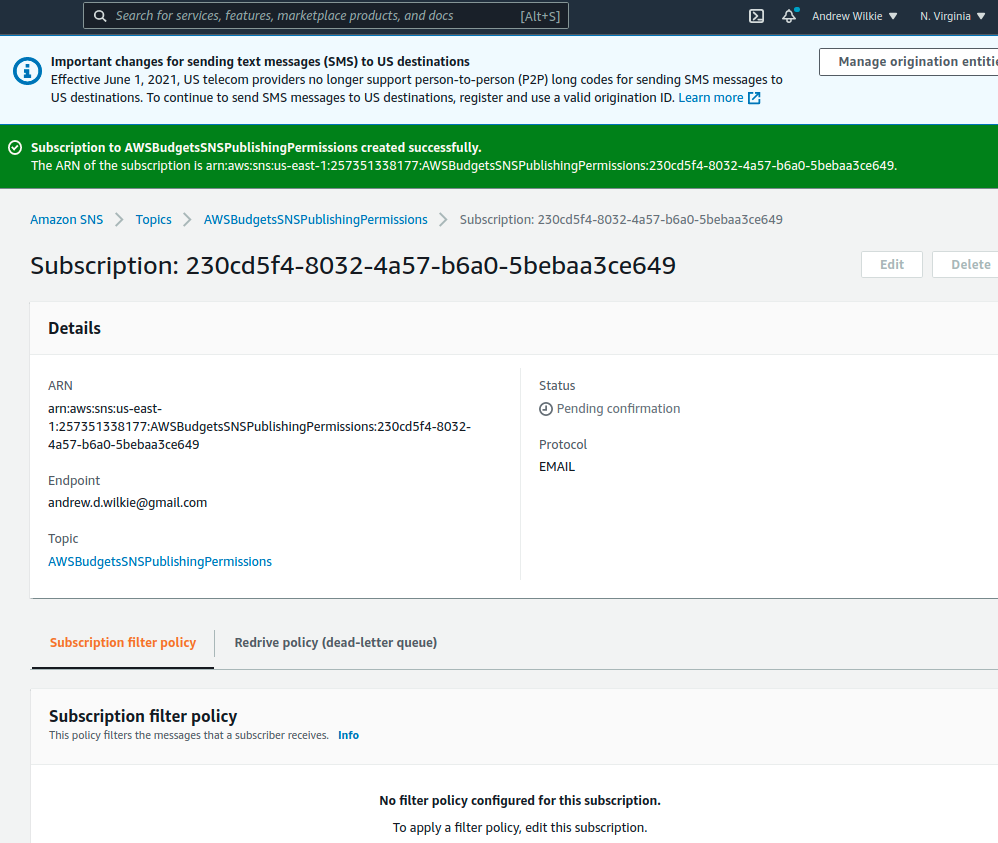 Search for services, features, marketplace products, and docs [Alt+S] Andrew Wilkie N. Virginia
Important changes for sending text messages (SMS) to US destinations
Effective June 1, 2021, US telecom providers no longer support person-to-person (P2P) long codes for sending SMS messages to
US destinations. To continue to send SMS messages to US destinations, register and use a valid origination ID. Learn more
Manage origination entitie
Subscription to AWSBudgetsSNSPublishingPermissions created successfully.
The ARN of the subscription is arn:aws:sns:us-east-1:257351338177:AWSBudgetsSNSPublishingPermissions:230cd5f4-8032-4a57-b6a0-5bebaa3ce649.
Amazon SNS Topics AWSBudgetsSNSPublishingPermissions Subscription: 230cd5f4-8032-4a57-b6a0-5bebaa3ce649
Subscription: 230cd5f4-8032-4a57-b6a0-5bebaa3ce649
Edit Delete
Details
ARN
arn:aws:sns:us-east-
1:257351338177:AWSBudgetsSNSPublishingPermissions:230cd5f4-8032-
4a57-b6a0-5bebaa3ce649
Endpoint
andrew.d.wilkie@gmail.com
Topic
AWSBudgetsSNSPublishingPermissions
Status
Pending confirmation
Protocol
EMAIL
Subscription filter policy Redrive policy (dead-letter queue)
Subscription filter policy
This policy filters the messages that a subscriber receives. Info
No filter policy configured for this subscription.
To apply a filter policy, edit this subscription.